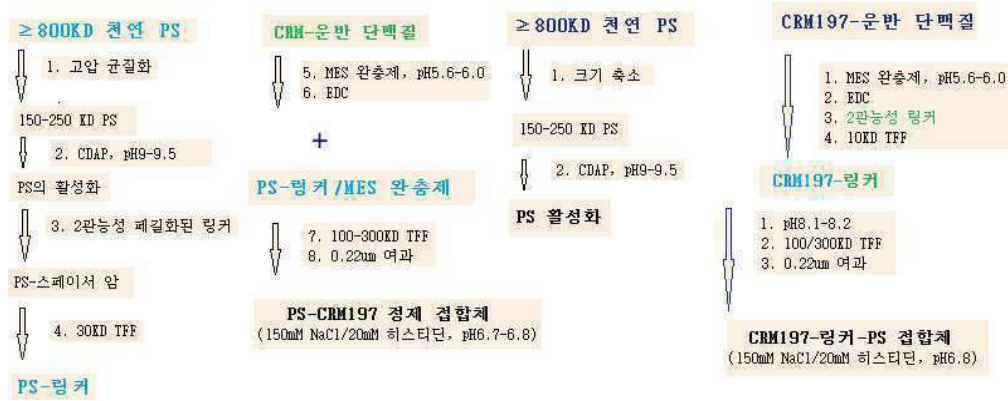 ≥800KD 천연 PS
1. 고압 균질화
150-250 KD PS
2. CDAP, pH9-9.5
PS의 활성화
3. 2관능성 페길화된 링커
PS-스페이서 암
4. 30KD TFF
PS-링커
CRM-운반 단백질
5. MES 완충제, pH5.6-6.0
6. EDC
+
PS-링커/MES 완충제
7. 100-300KD TFF
8. 0.22um 여과
PS-CRM197 정제 접합체
(150mM NaCl/20mM 히스티딘, pH6.7-6.8)
≥800KD 천연 PS
1. 크기 축소
150-250 KD PS
2. CDAP, pH9-9.5
PS 활성화
CRM197-운반 단백질
1. MES 완충제, pH5.6-6.0
2. EDC
3. 2관능성 링커
4. 10KD TFF
CRM197-링커
1. pH8.1-8.2
2. 100/300KD TFF
3. 0.22um 여과
CRM197-링커-PS 접합체
(150mM NaCl/20mM 히스티딘, pH6.8)